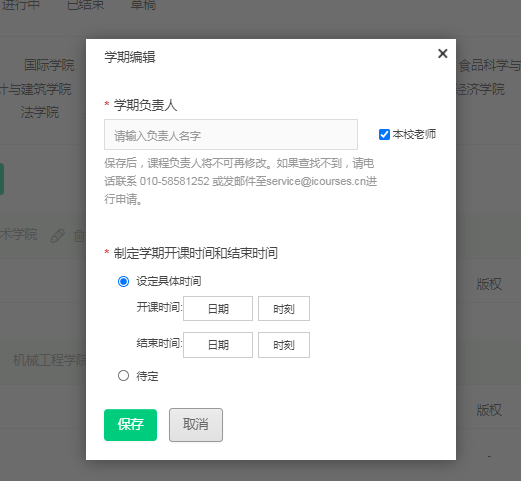 进行中 已结束 草稿
学期编辑
国际学院
食品科学与
计与建筑学院
经济学院
法学院
* 学期负责人
请输入负责人名字
本校老师
保存后，课程负责人将不可再修改。如果查找不到，请电
话联系 010-58581252 或发邮件至service@icourses.cn进
行申请。
术学院
* 制定学期开课时间和结束时间
设定具体时间
版权
开课时间: 日期 时刻
结束时间: 日期 时刻
机械工程学院
待定
版权
保存 取消
-